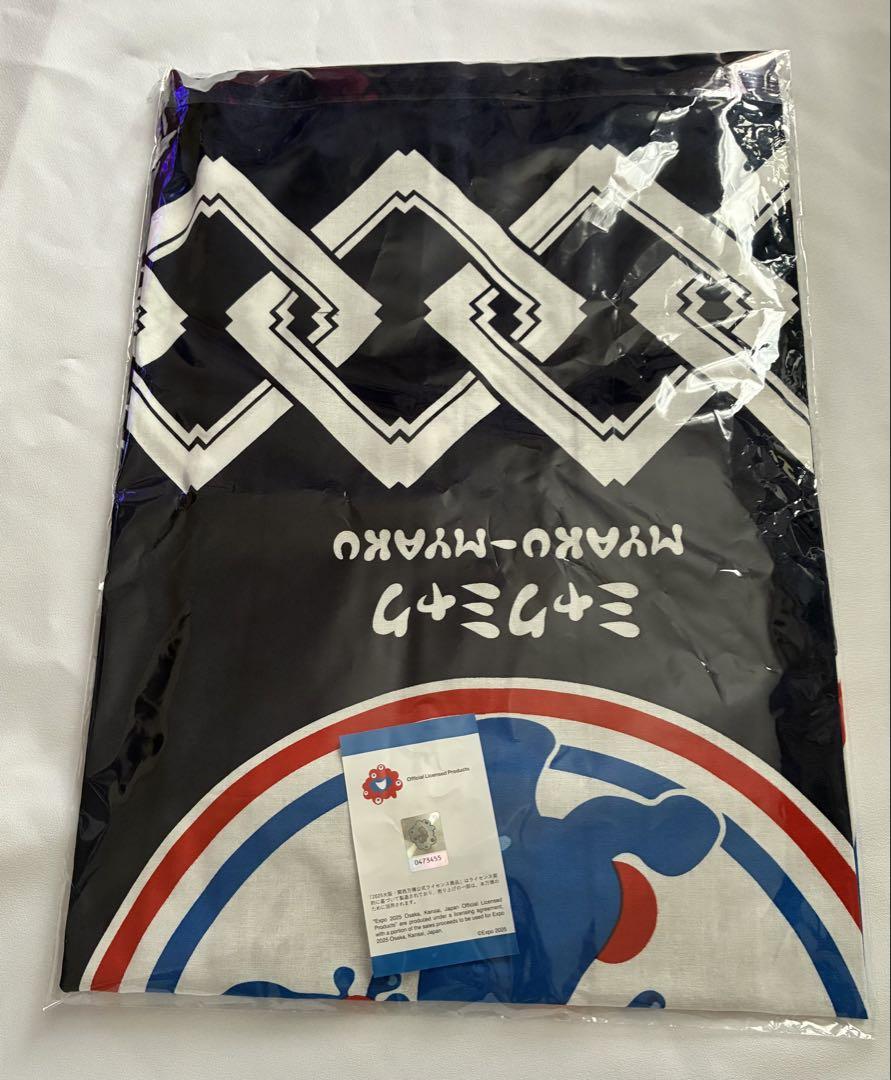 MYAKU-MYAKU
ミャクミャク
Official Licensed Products
0473455
「2025大阪・関西万博公式ライセンス商品」はライセンス契
約に基づいて製造されており、売り上げの一部は、本万博の
ために活用されます。
"Expo 2025 Osaka, Kansai, Japan Official Licensed
Products" are produced under a licensing agreement,
with a portion of the sales proceeds to be used for Expo
2025 Osaka, Kansai, Japan.
©Expo 2025